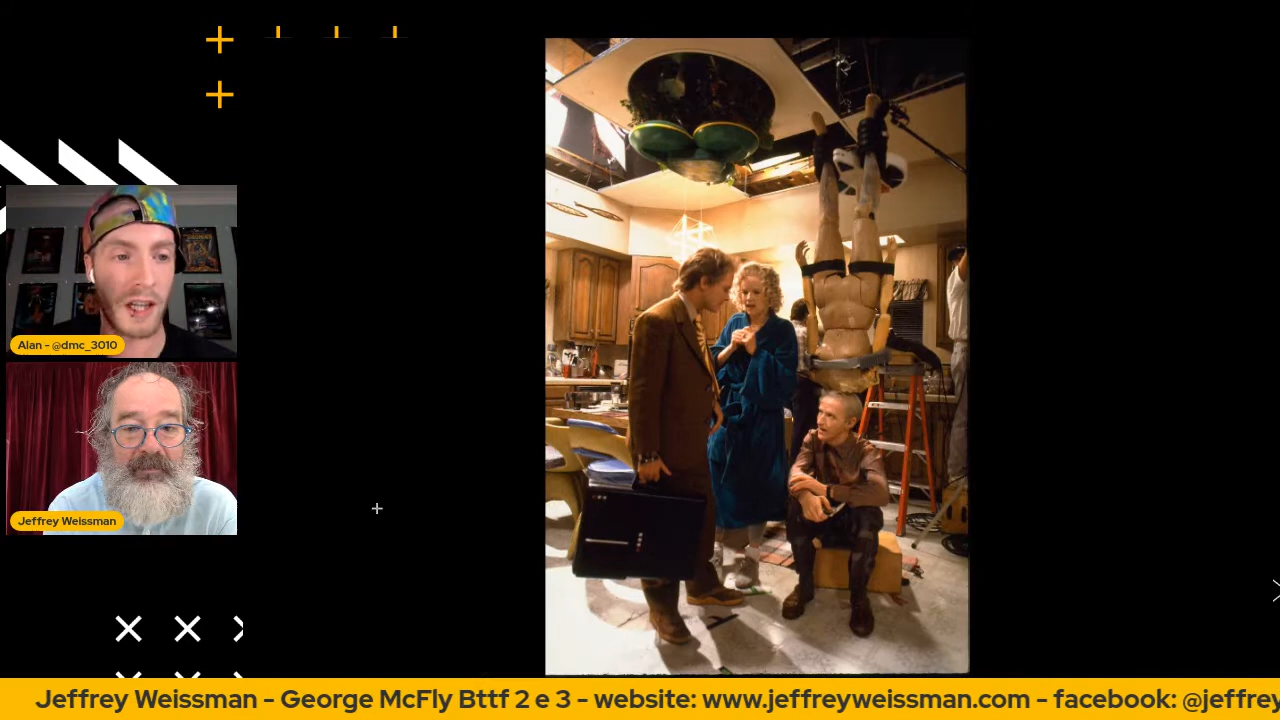 Alan - @dmc_3010
Jeffrey Weissman
Jeffrey Weissman - George McFly Bttf 2 e 3 - website: www.jeffreyweissman.com - facebook: @jeffrey